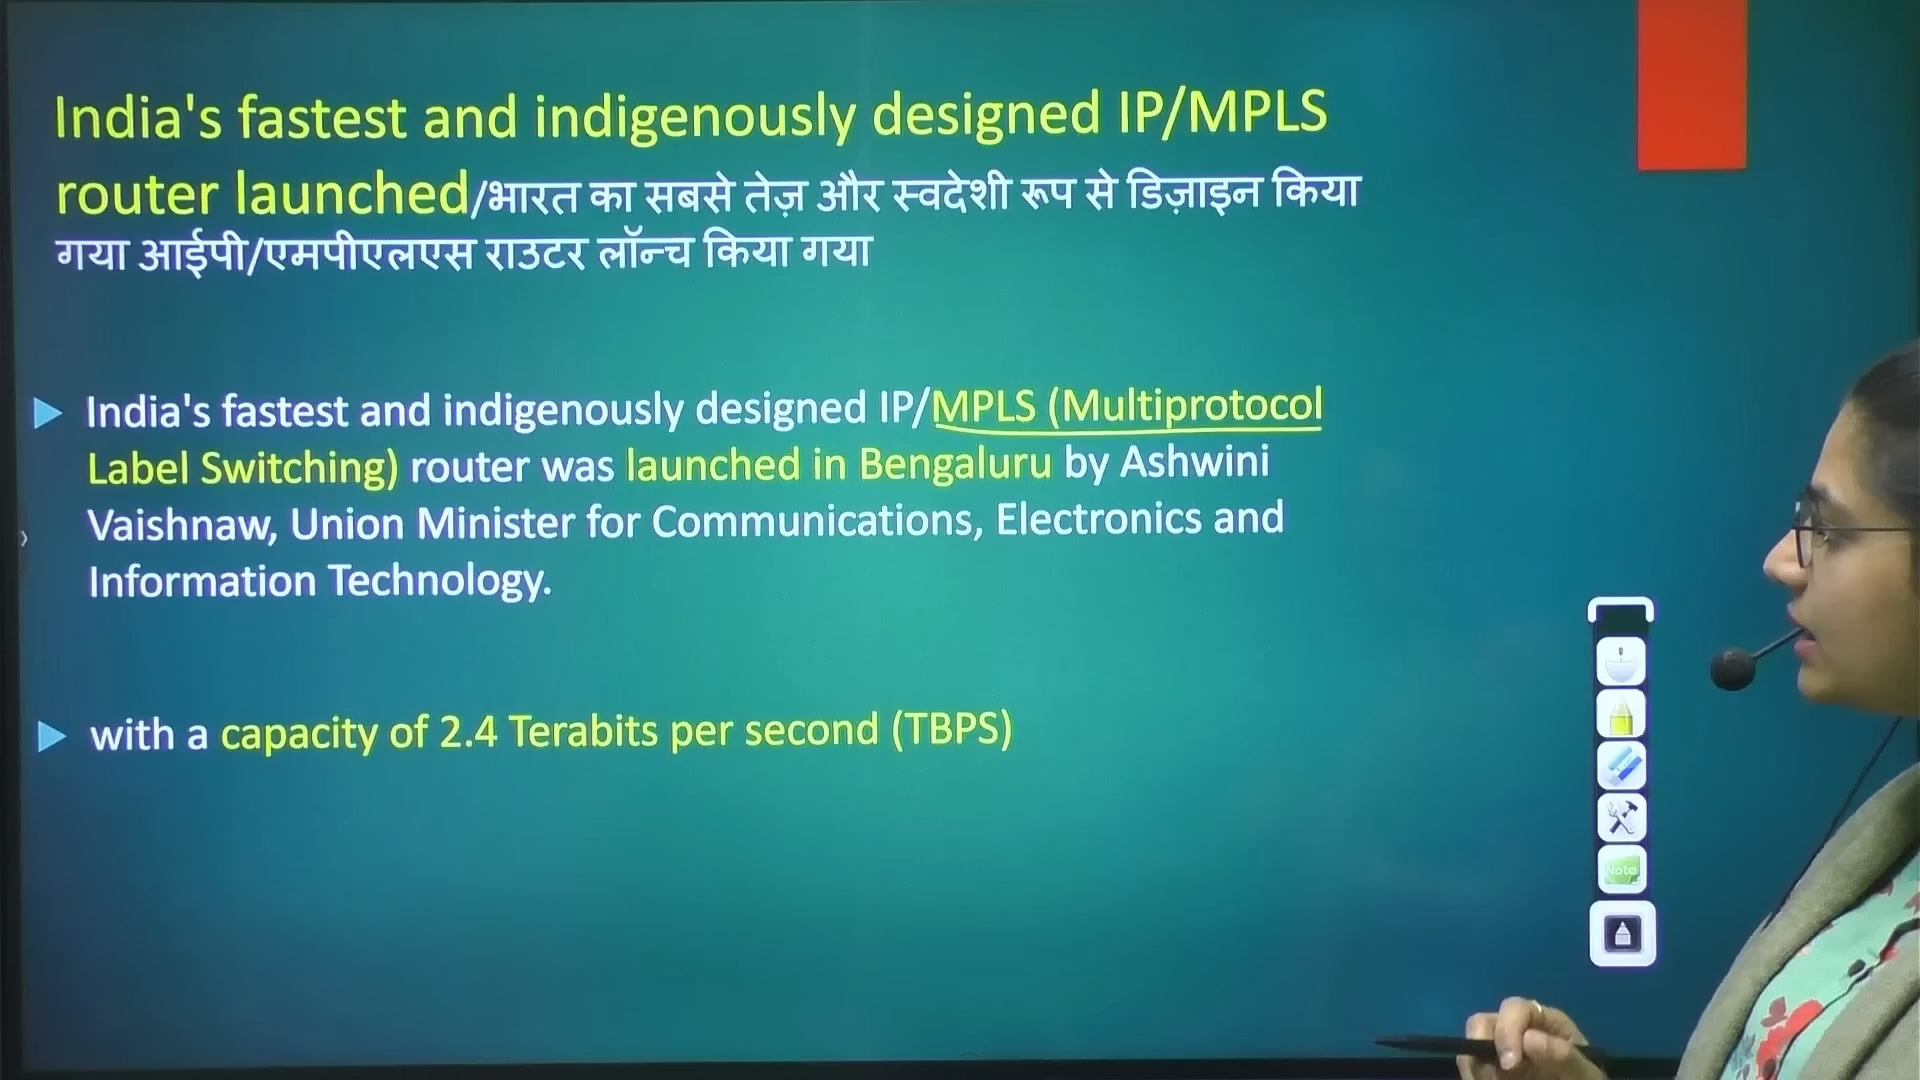 India's fastest and indigenously designed IP/MPLS
router launched/भारत का सबसे तेज़ और स्वदेशी रूप से डिज़ाइन किया
गया आईपी/एमपीएलएस राउटर लॉन्च किया गया
India's fastest and indigenously designed IP/MPLS (Multiprotocol
Label Switching) router was launched in Bengaluru by Ashwini
Vaishnaw, Union Minister for Communications, Electronics and
Information Technology.
with a capacity of 2.4 Terabits per second (TBPS)
Note